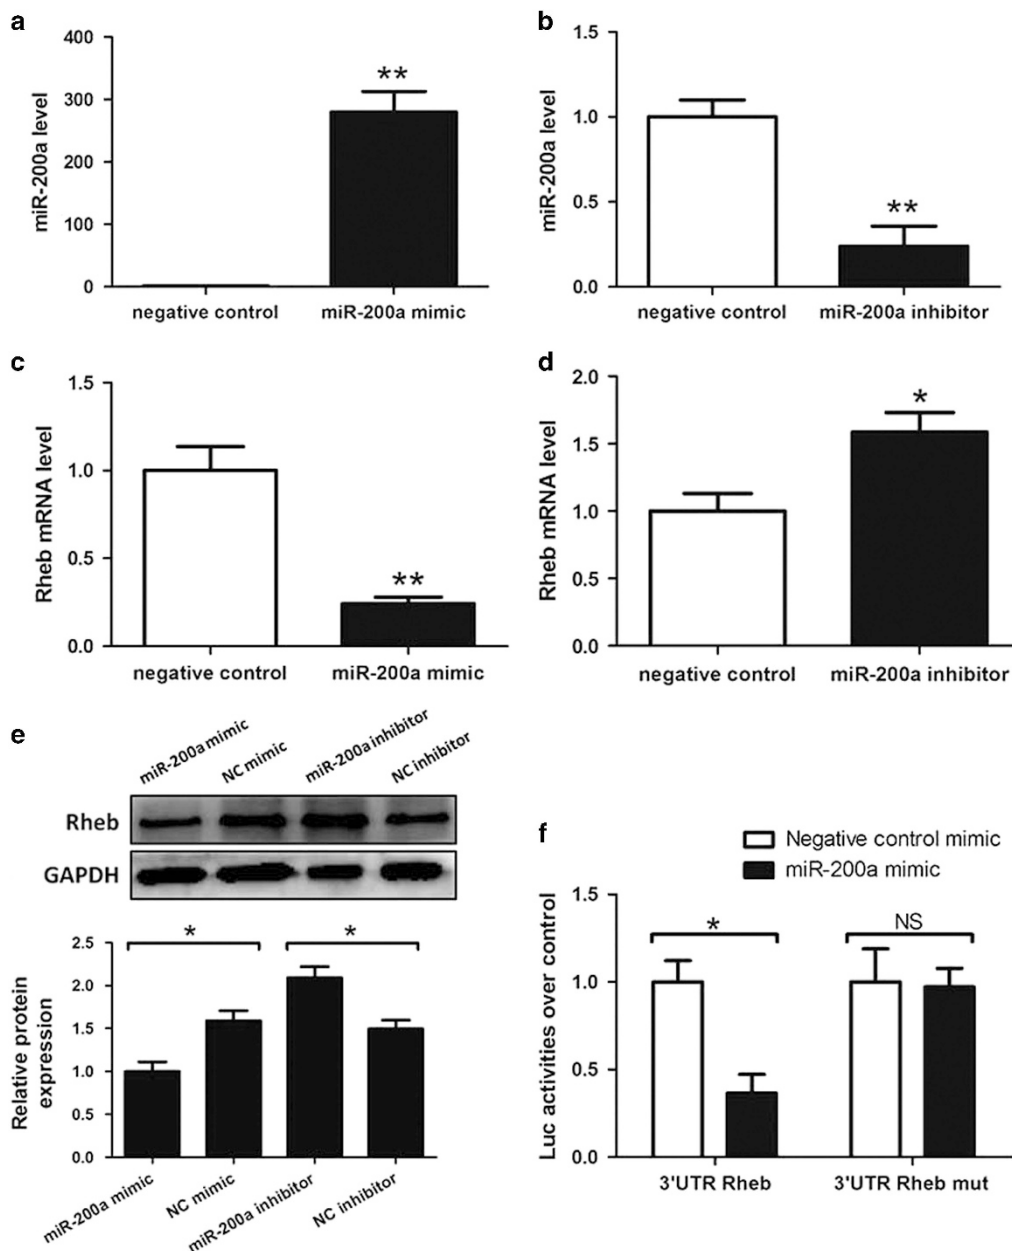 a
400
300
200
100
0
miR-200a level
**
negative control
miR-200a mimic
b
1.5
1.0
0.5
0.0
miR-200a level
**
negative control
miR-200a inhibitor
c
1.5
1.0
0.5
0.0
Rheb mRNA level
**
negative control
miR-200a mimic
d
2.0
1.5
1.0
0.5
0.0
Rheb mRNA level
*
negative control
miR-200a inhibitor
e
miR-200a mimic
NC mimic
miR-200a inhibitor
NC inhibitor
Rheb
GAPDH
2.5
2.0
1.5
1.0
0.5
0.0
Relative protein
expression
*
*
miR-200a mimic
NC mimic
miR-200a inhibitor
NC inhibitor
f
Negative control mimic
miR-200a mimic
1.5
1.0
0.5
0.0
Luc activities over control
*
NS
3'UTR Rheb
3'UTR Rheb mut